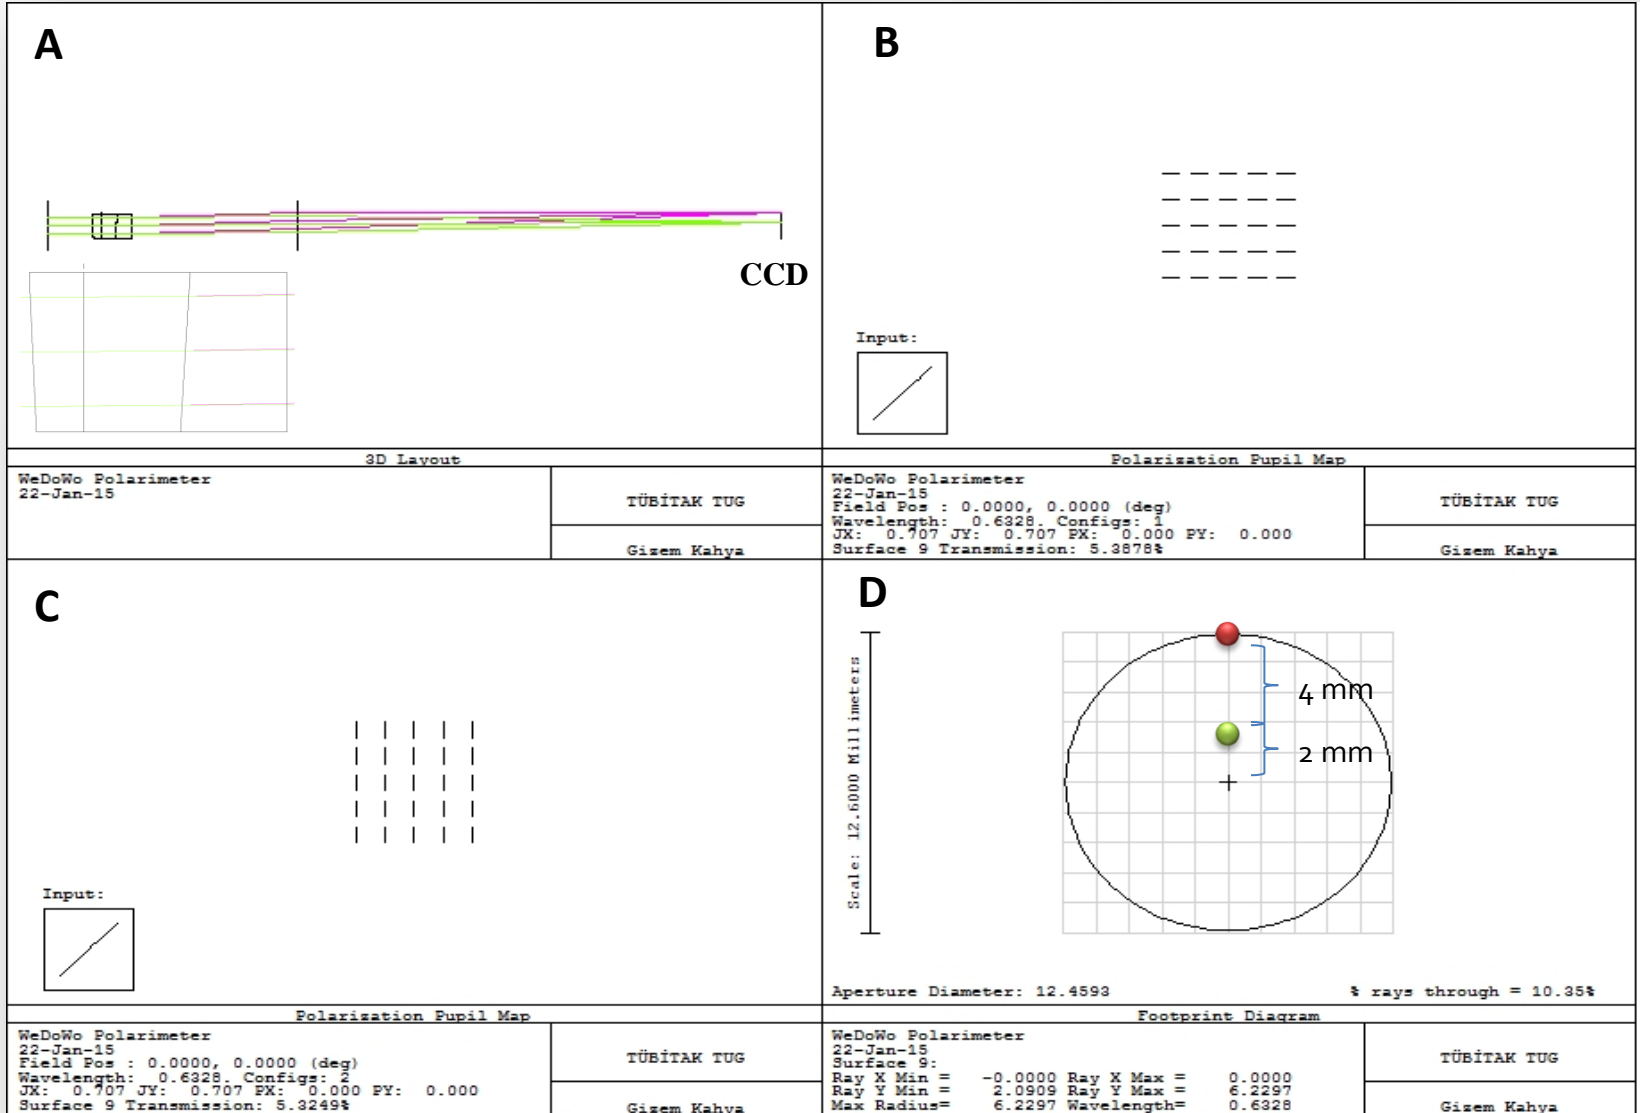 A
CCD
3D Layout
WeDoWo Polarimeter
22-Jan-15
TÜBİTAK TUG
Gizem Kahya
B
Input:
Polarization Pupil Map
WeDoWo Polarimeter
22-Jan-15
Field Pos : 0.0000, 0.0000 (deg)
Wavelength: 0.6328. Configs: 1
JX: 0.707 JY: 0.707 PX: 0.000 PY: 0.000
Surface 9 Transmission: 5.3878%
TÜBİTAK TUG
Gizem Kahya
C
Input:
Polarization Pupil Map
WeDoWo Polarimeter
22-Jan-15
Field Pos : 0.0000, 0.0000 (deg)
Wavelength: 0.6328. Configs: 2
JX: 0.707 JY: 0.707 PX: 0.000 PY: 0.000
Surface 9 Transmission: 5.3249%
TÜBİTAK TUG
Gizem Kahya
D
Scale: 12.6000 Millimeters
4 mm
2 mm
Aperture Diameter: 12.4593 % rays through = 10.35%
Footprint Diagram
WeDoWo Polarimeter
22-Jan-15
Surface 9:
Ray X Min = -0.0000 Ray X Max = 0.0000
Ray Y Min = 2.0909 Ray Y Max = 6.2297
Max Radius= 6.2297 Wavelength= 0.6328
TÜBİTAK TUG
Gizem Kahya